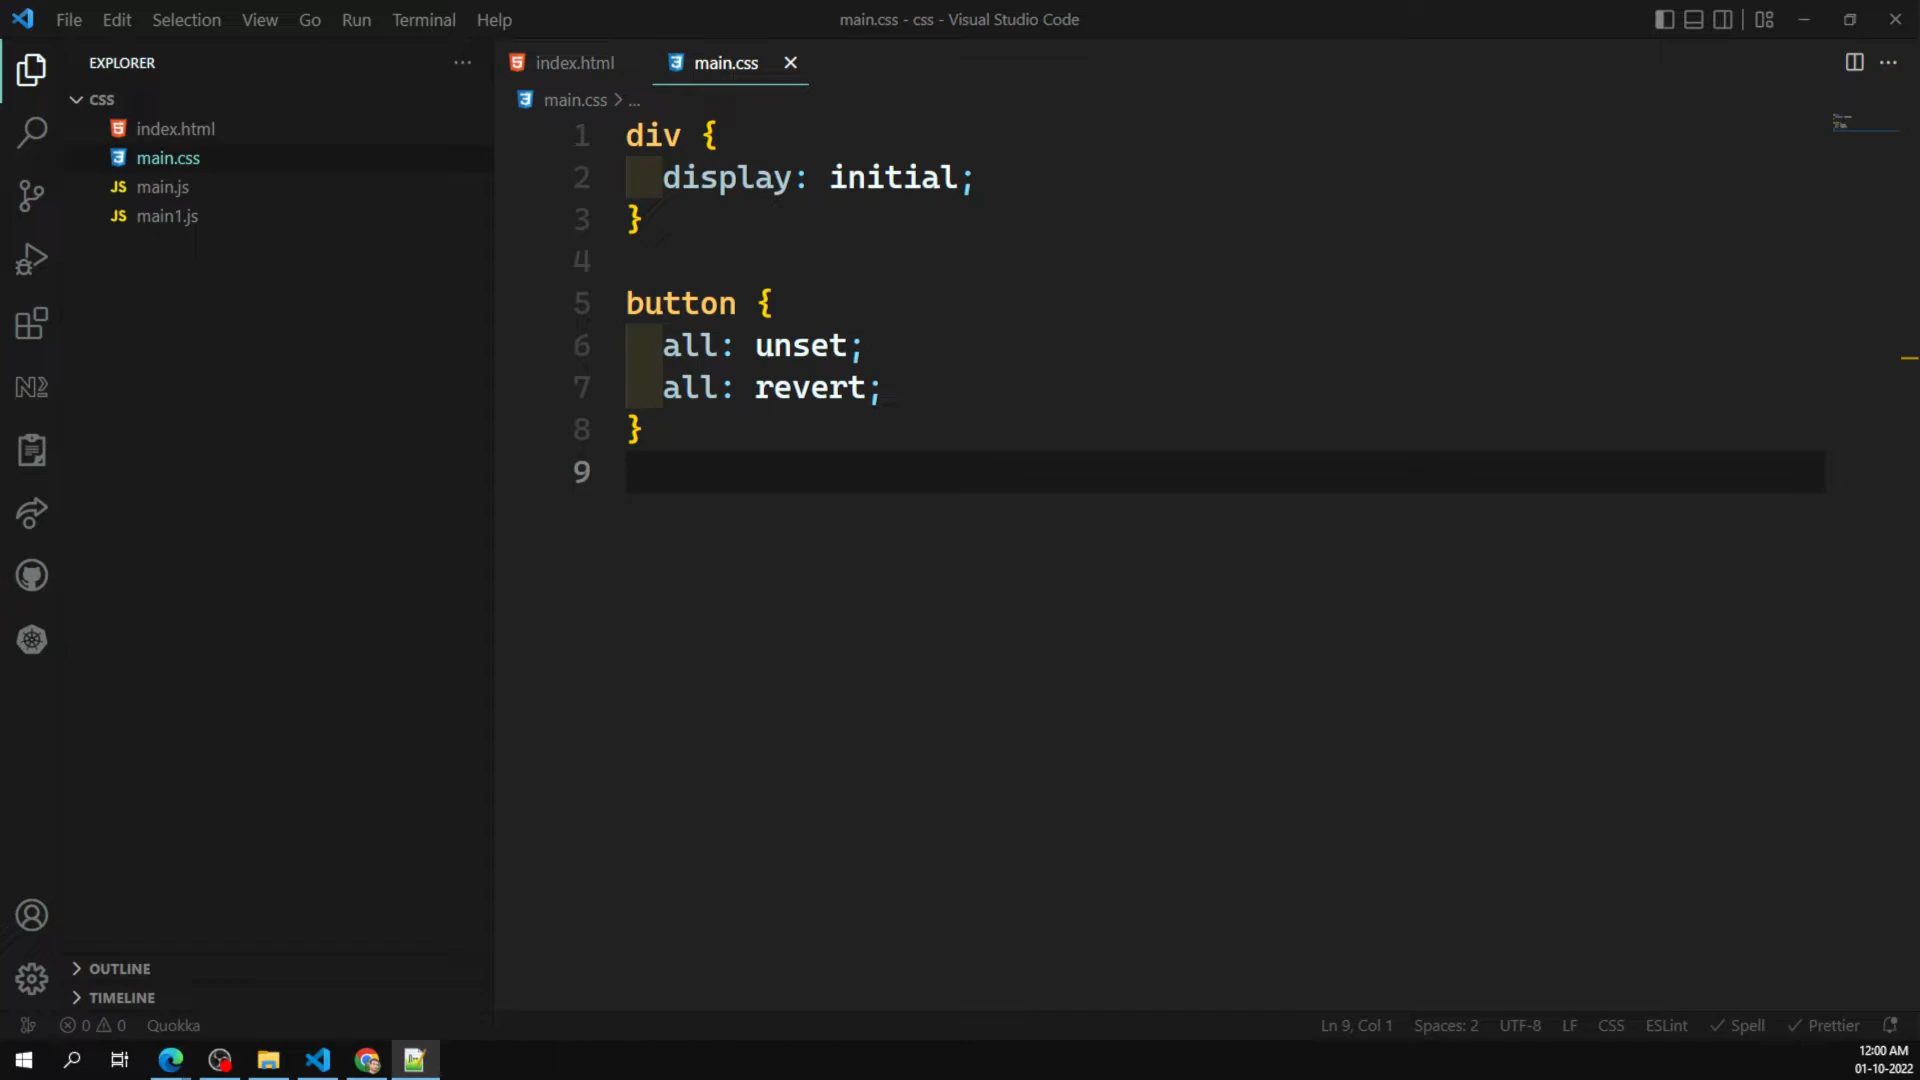 File Edit Selection View Go Run Terminal Help
main.css - css - Visual Studio Code
EXPLORER
CSS
index.html
main.css
JS main.js
JS main1.js
OUTLINE
TIMELINE
index.html
main.css
main.css > ...
1 div {
2 display: initial;
3 }
4
5 button {
6 all: unset;
7 all: revert;
8 }
9
0 0 Quokka
Ln 9, Col 1 Spaces: 2 UTF-8 LF CSS ESLint Spell Prettier
12:00 AM
01-10-2022